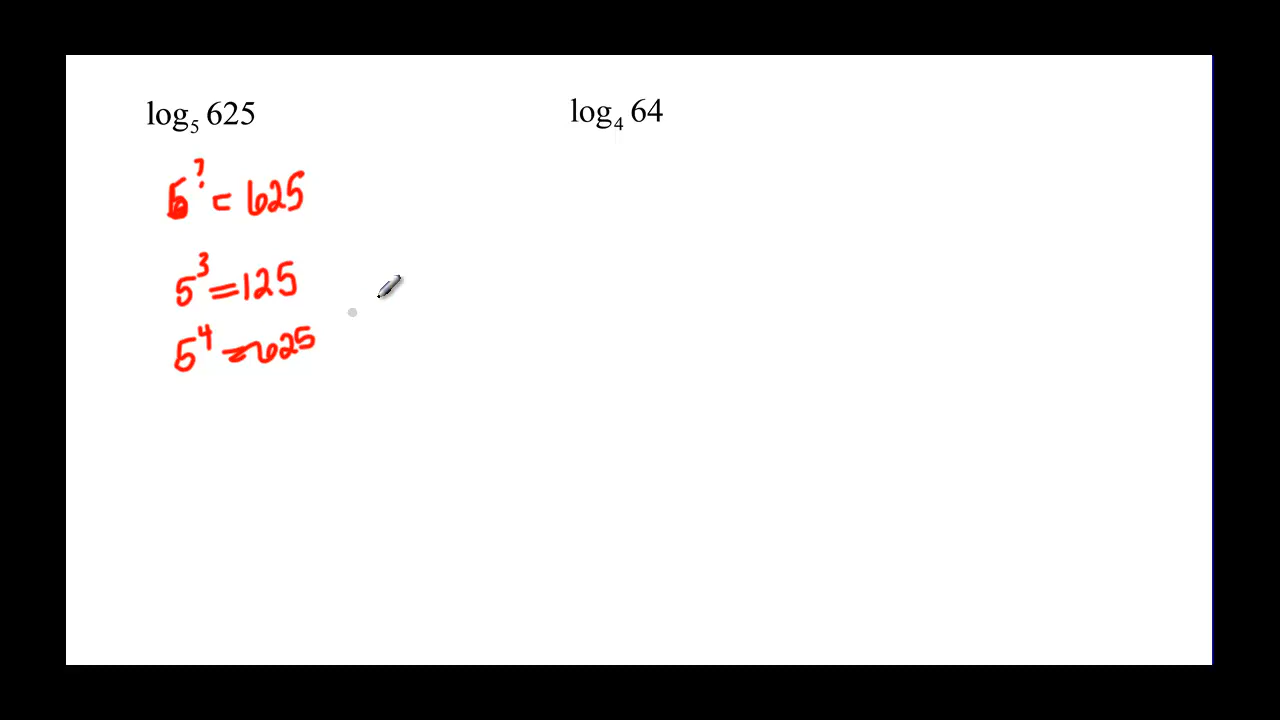 log₅ 625
log₄ 64
5^? = 625
5³ = 125
5⁴ = 625